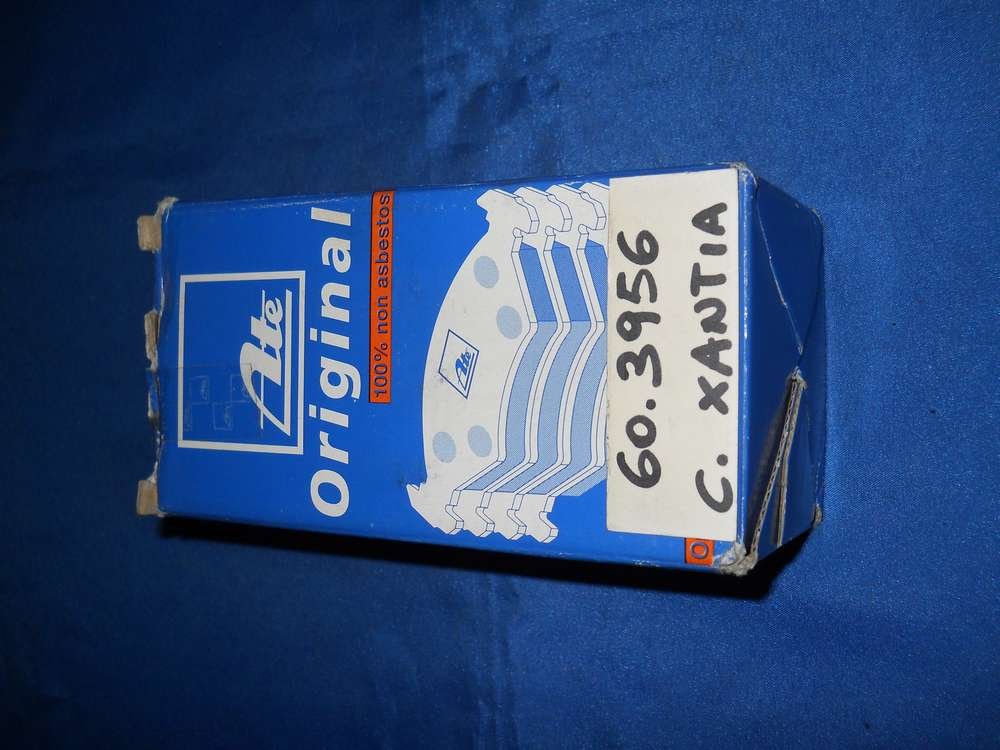 Ate
Original
100% non asbestos
Ate
60.3956
C. XANTIA
O